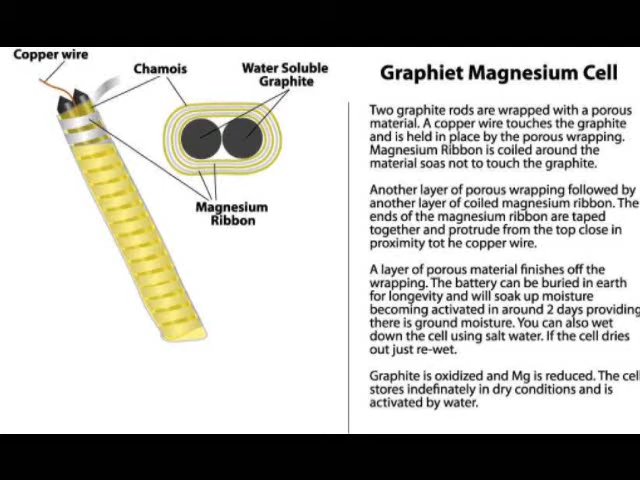 Copper wire
Chamois
Water Soluble
Graphite
Magnesium
Ribbon
Graphiet Magnesium Cell
Two graphite rods are wrapped with a porous
material. A copper wire touches the graphite
and is held in place by the porous wrapping.
Magnesium Ribbon is coiled around the
material soas not to touch the graphite.
Another layer of porous wrapping followed by
another layer of coiled magnesium ribbon. The
ends of the magnesium ribbon are taped
together and protrude from the top close in
proximity tot he copper wire.
A layer of porous material finishes off the
wrapping. The battery can be buried in earth
for longevity and will soak up moisture
becoming activated in around 2 days providing
there is ground moisture. You can also wet
down the cell using salt water. If the cell dries
out just re-wet.
Graphite is oxidized and Mg is reduced. The cell
stores indefinately in dry conditions and is
activated by water.